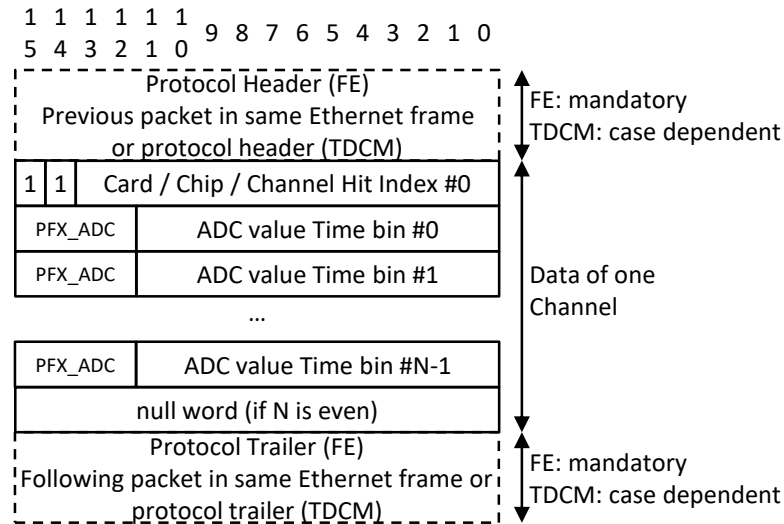 1 1 1 1 1 1
5 4 3 2 1 0 9 8 7 6 5 4 3 2 1 0
Protocol Header (FE)
Previous packet in same Ethernet frame
or protocol header (TDCM)
FE: mandatory
TDCM: case dependent
1 1 Card / Chip / Channel Hit Index #0
PFX_ADC ADC value Time bin #0
PFX_ADC ADC value Time bin #1
...
PFX_ADC ADC value Time bin #N-1
null word (if N is even)
Data of one
Channel
Protocol Trailer (FE)
Following packet in same Ethernet frame or
protocol trailer (TDCM)
FE: mandatory
TDCM: case dependent